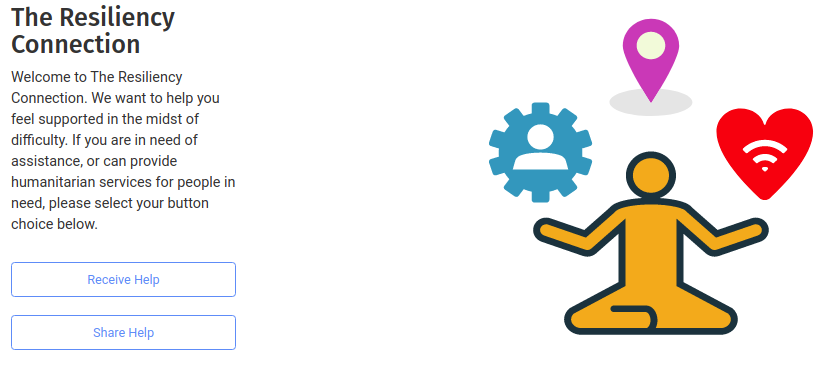 The Resiliency
Connection
Welcome to The Resiliency
Connection. We want to help you
feel supported in the midst of
difficulty. If you are in need of
assistance, or can provide
humanitarian services for people in
need, please select your button
choice below.
Receive Help
Share Help